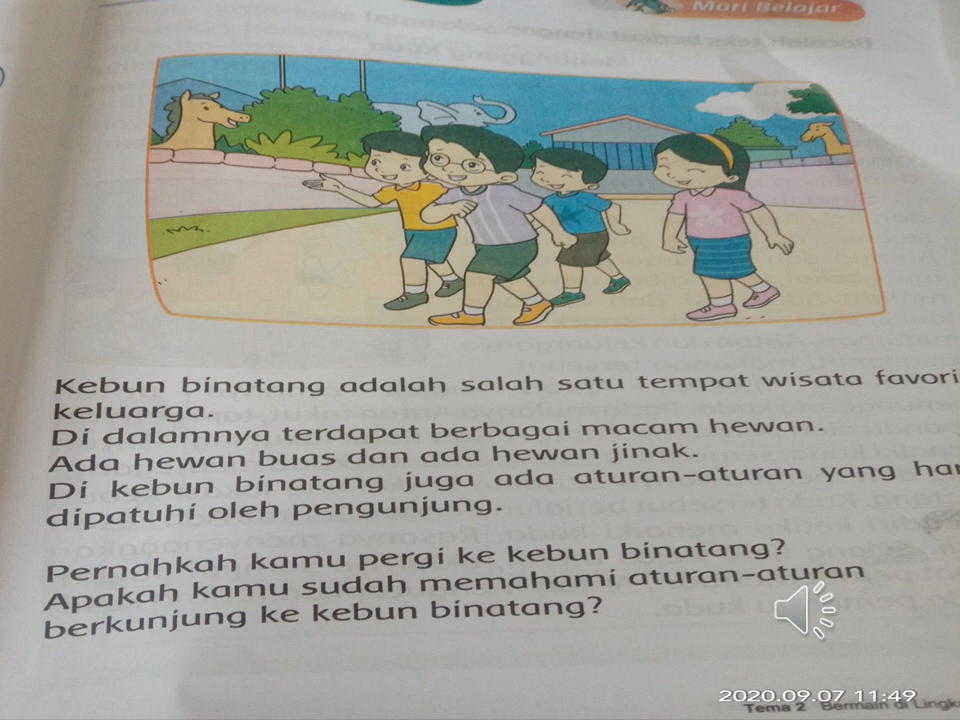 Mari Belajar
Kebun binatang adalah salah satu tempat wisata favori
keluarga.
Di dalamnya terdapat berbagai macam hewan.
Ada hewan buas dan ada hewan jinak.
Di kebun binatang juga ada aturan-aturan yang har
dipatuhi oleh pengunjung.
Pernahkah kamu pergi ke kebun binatang?
Apakah kamu sudah memahami aturan-aturan
berkunjung ke kebun binatang?
2020.09.07 11:49
Tema 2 Bermain di Lingk